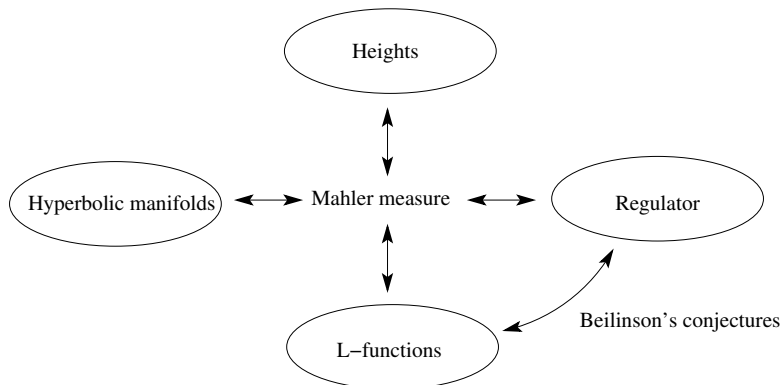 Heights
Hyperbolic manifolds
Mahler measure
Regulator
Beilinson's conjectures
L−functions